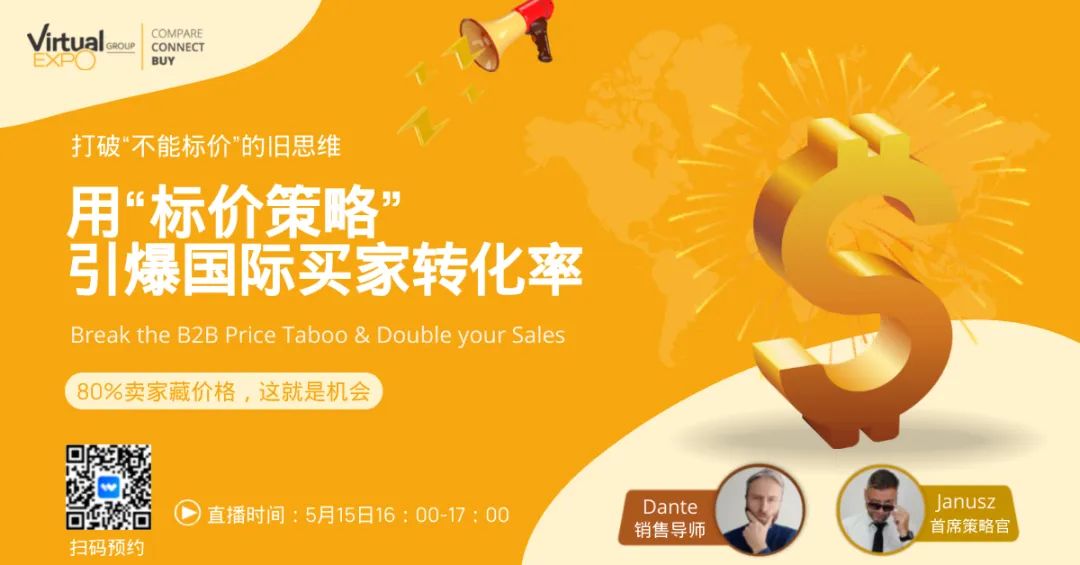 Virtual
EXPO
GROUP
COMPARE
CONNECT
BUY
打破“不能标价”的旧思维
用“标价策略”
引爆国际买家转化率
Break the B2B Price Taboo & Double your Sales
80%卖家藏价格，这就是机会
直播时间：5月15日16：00-17：00
扫码预约
Dante
销售导师
Janusz
首席策略官